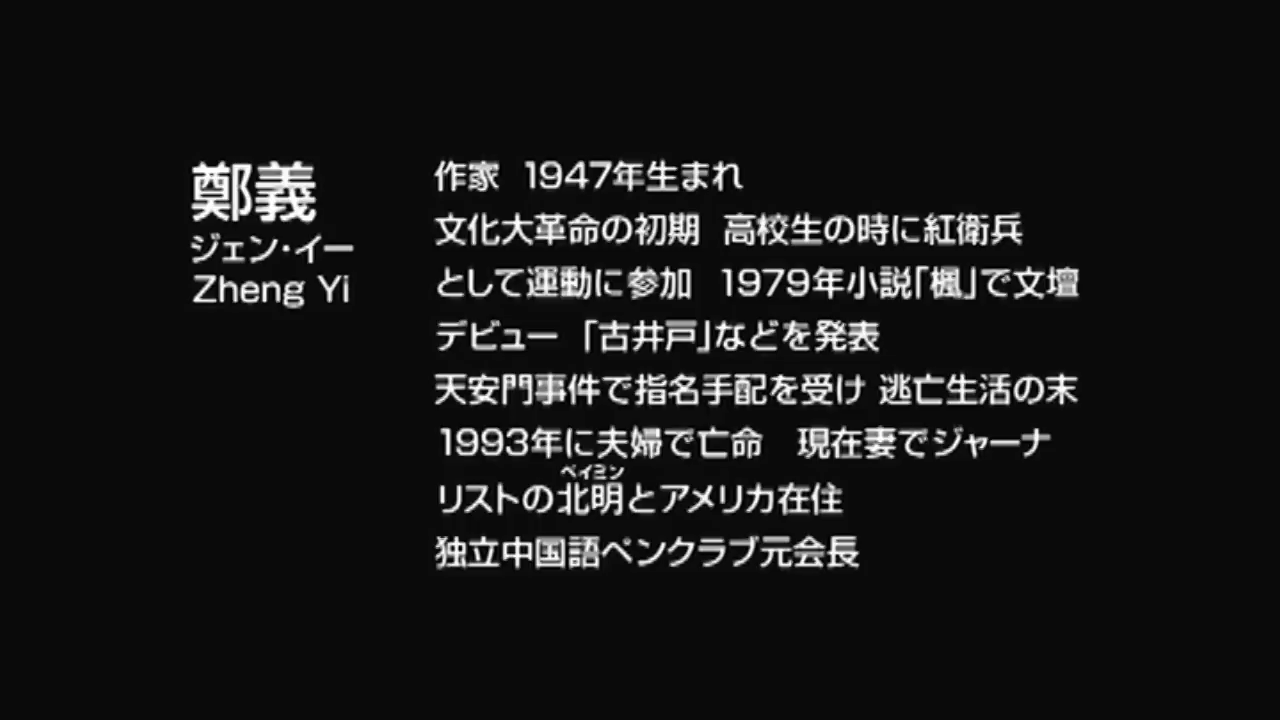 鄭義
ジェン・イー
Zheng Yi
作家 1947年生まれ
文化大革命の初期 高校生の時に紅衛兵
として運動に参加 1979年小説「楓」で文壇
デビュー 「古井戸」などを発表
天安門事件で指名手配を受け 逃亡生活の末
1993年に夫婦で亡命 現在妻でジャーナ
ベイミン
リストの北明とアメリカ在住
独立中国語ペンクラブ元会長